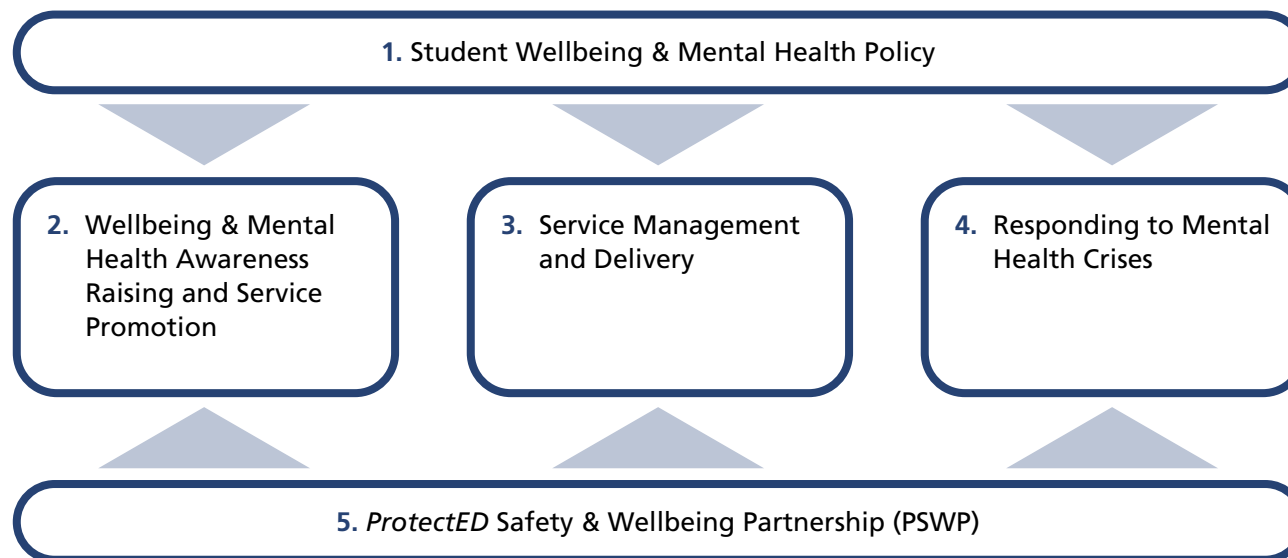 1. Student Wellbeing & Mental Health Policy
2. Wellbeing & Mental
Health Awareness
Raising and Service
Promotion
3. Service Management
and Delivery
4. Responding to Mental
Health Crises
5. ProtectED Safety & Wellbeing Partnership (PSWP)